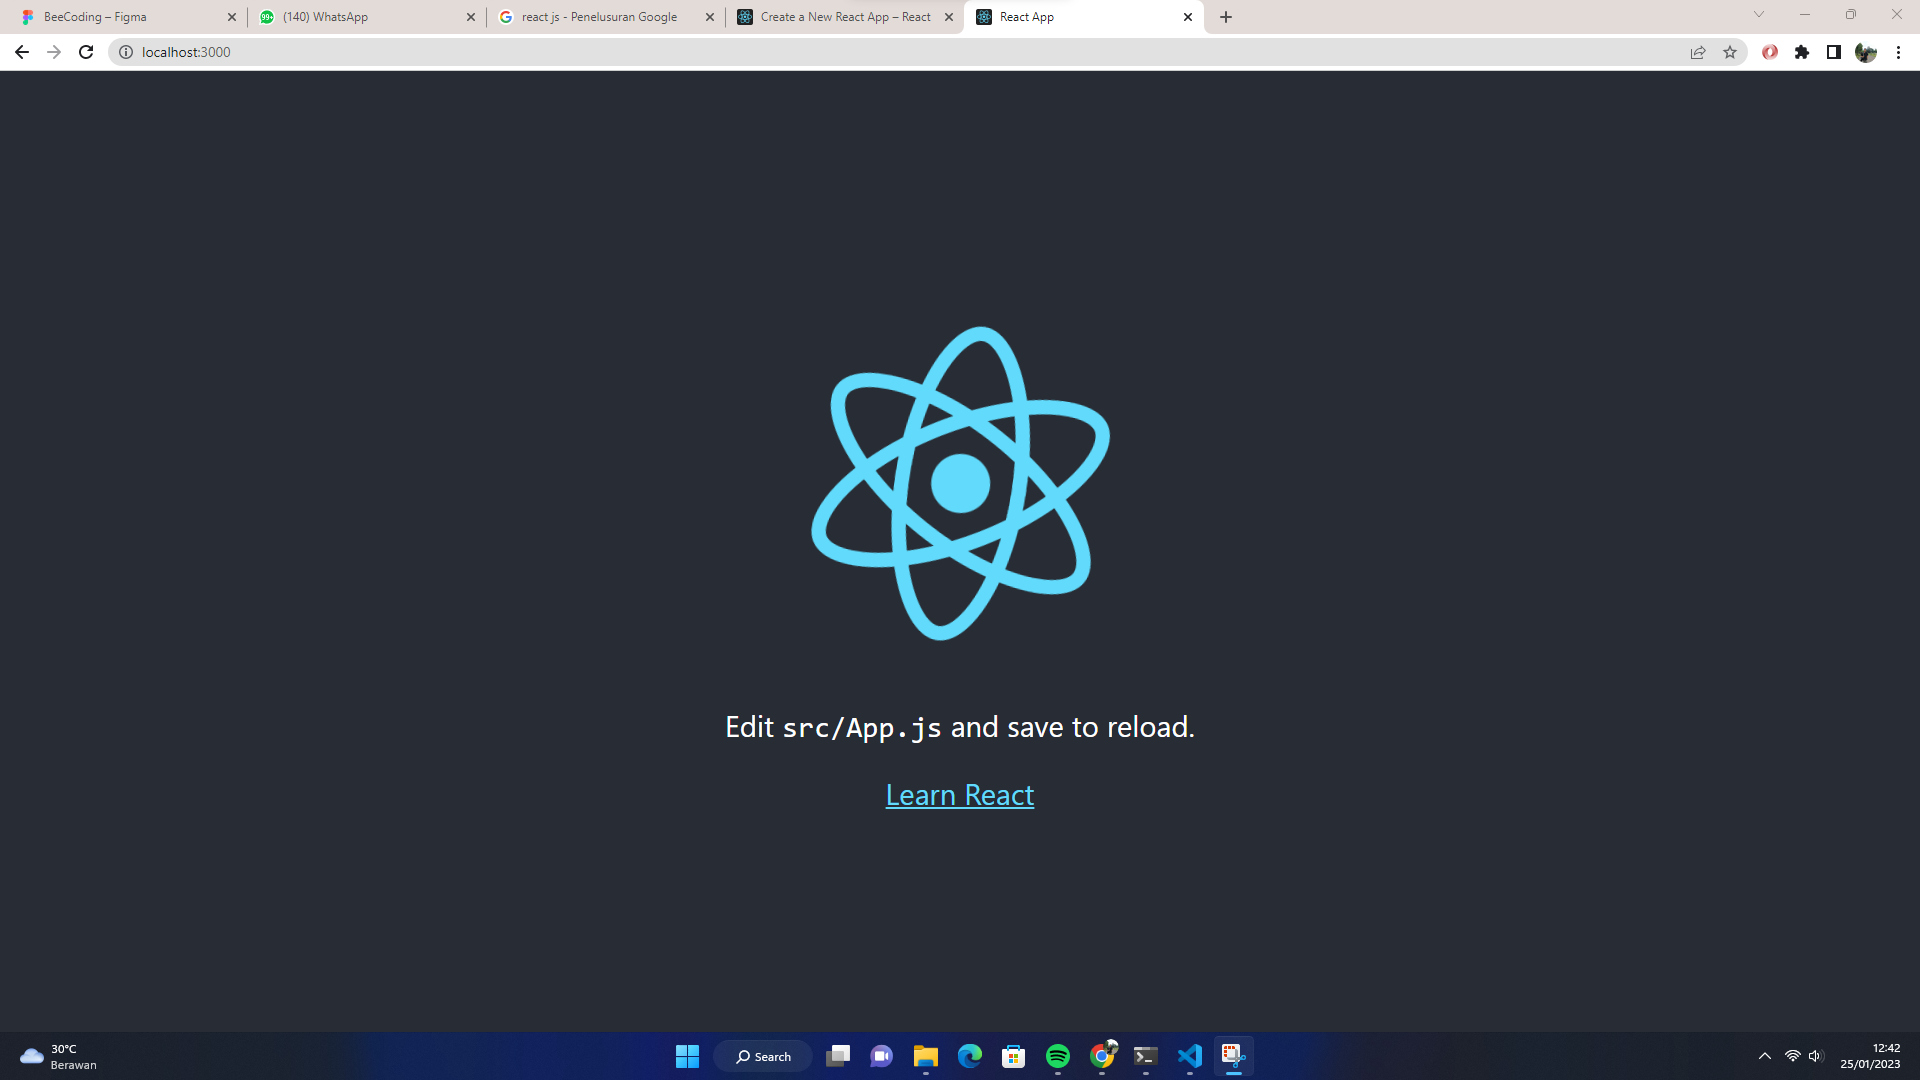 BeeCoding – Figma
99+
(140) WhatsApp
react js - Penelusuran Google
Create a New React App – React
React App
localhost:3000
Edit src/App.js and save to reload.
Learn React
30°C
Berawan
Search
12:42
25/01/2023